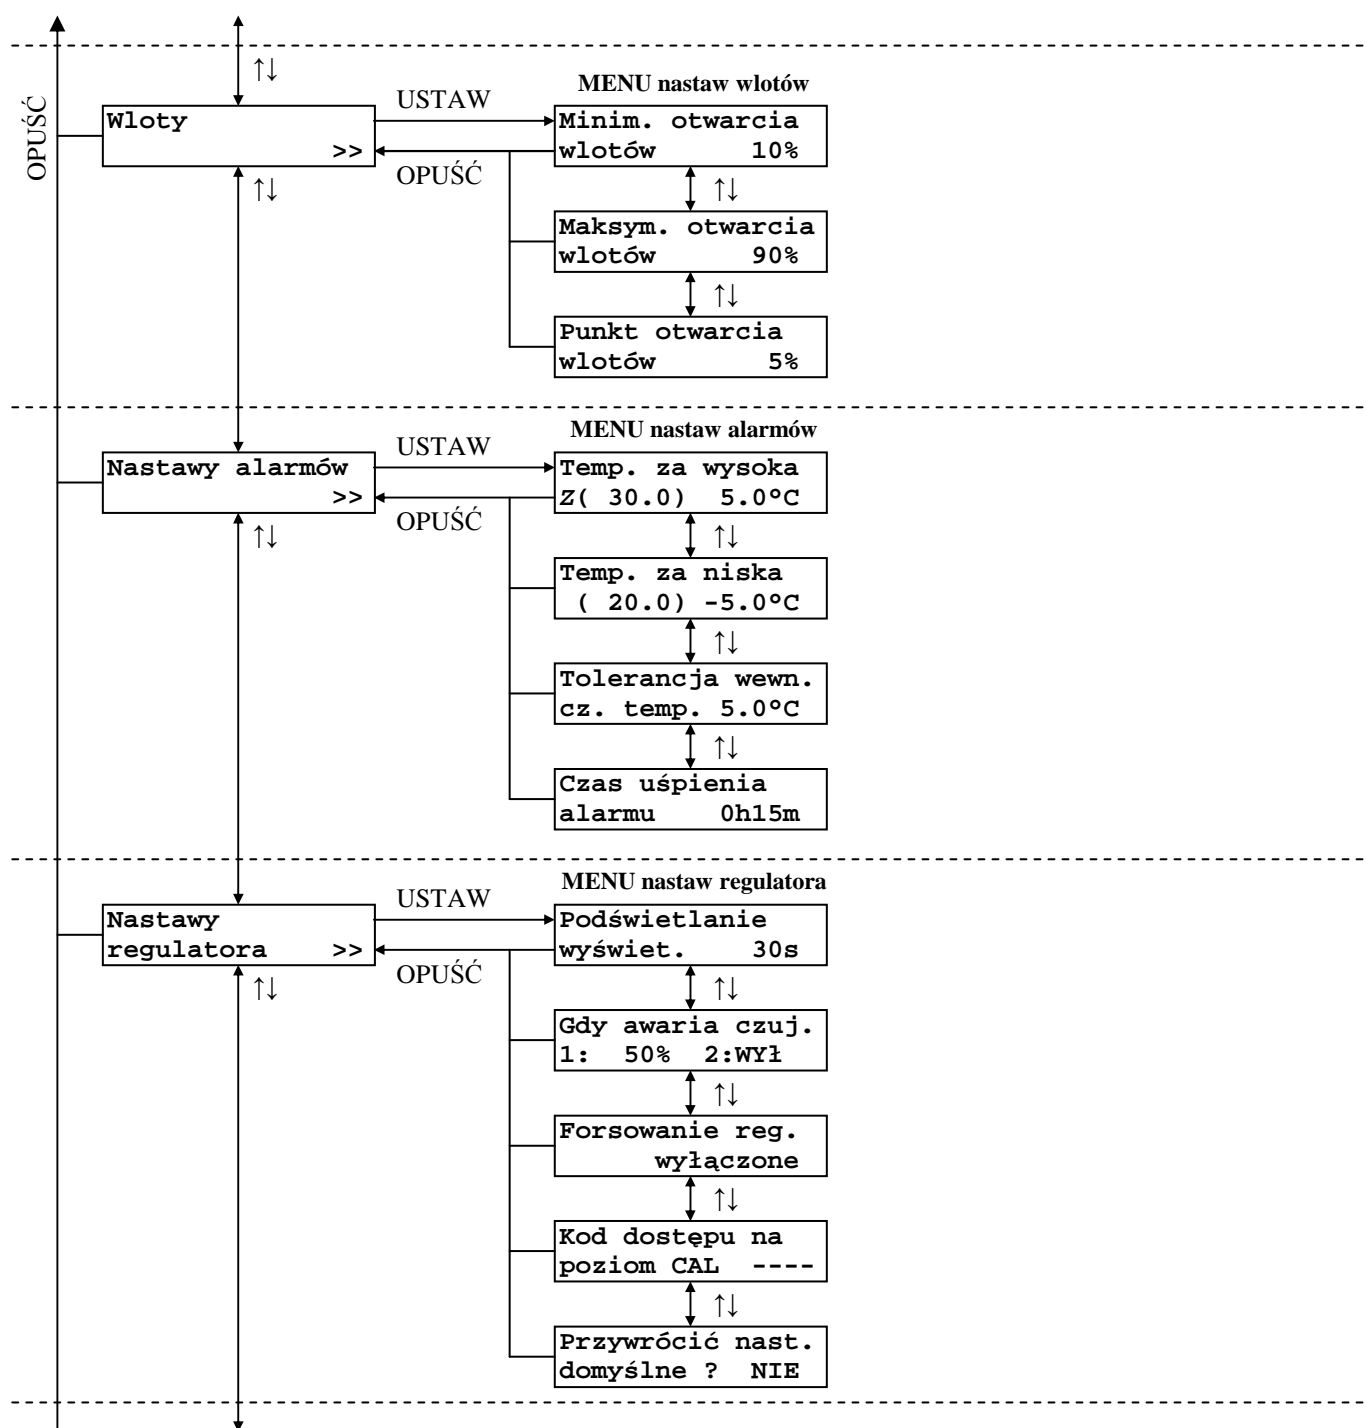 ↑↓
OPUŚĆ
MENU nastaw wlotów
Wloty
>>
USTAW
OPUŚĆ
Minim. otwarcia
wlotów 10%
↑↓
↑↓
Maksym. otwarcia
wlotów 90%
↑↓
Punkt otwarcia
wlotów 5%
MENU nastaw alarmów
Nastawy alarmów
>>
USTAW
OPUŚĆ
Temp. za wysoka
Z( 30.0) 5.0°C
↑↓
↑↓
Temp. za niska
( 20.0) -5.0°C
↑↓
Tolerancja wewn.
cz. temp. 5.0°C
↑↓
Czas uśpienia
alarmu 0h15m
MENU nastaw regulatora
Nastawy
regulatora >>
USTAW
OPUŚĆ
Podświetlanie
wyświet. 30s
↑↓
↑↓
Gdy awaria czuj.
1: 50% 2:WYł
↑↓
Forsowanie reg.
wyłączone
↑↓
Kod dostępu na
poziom CAL ----
↑↓
Przywrócić nast.
domyślne ? NIE